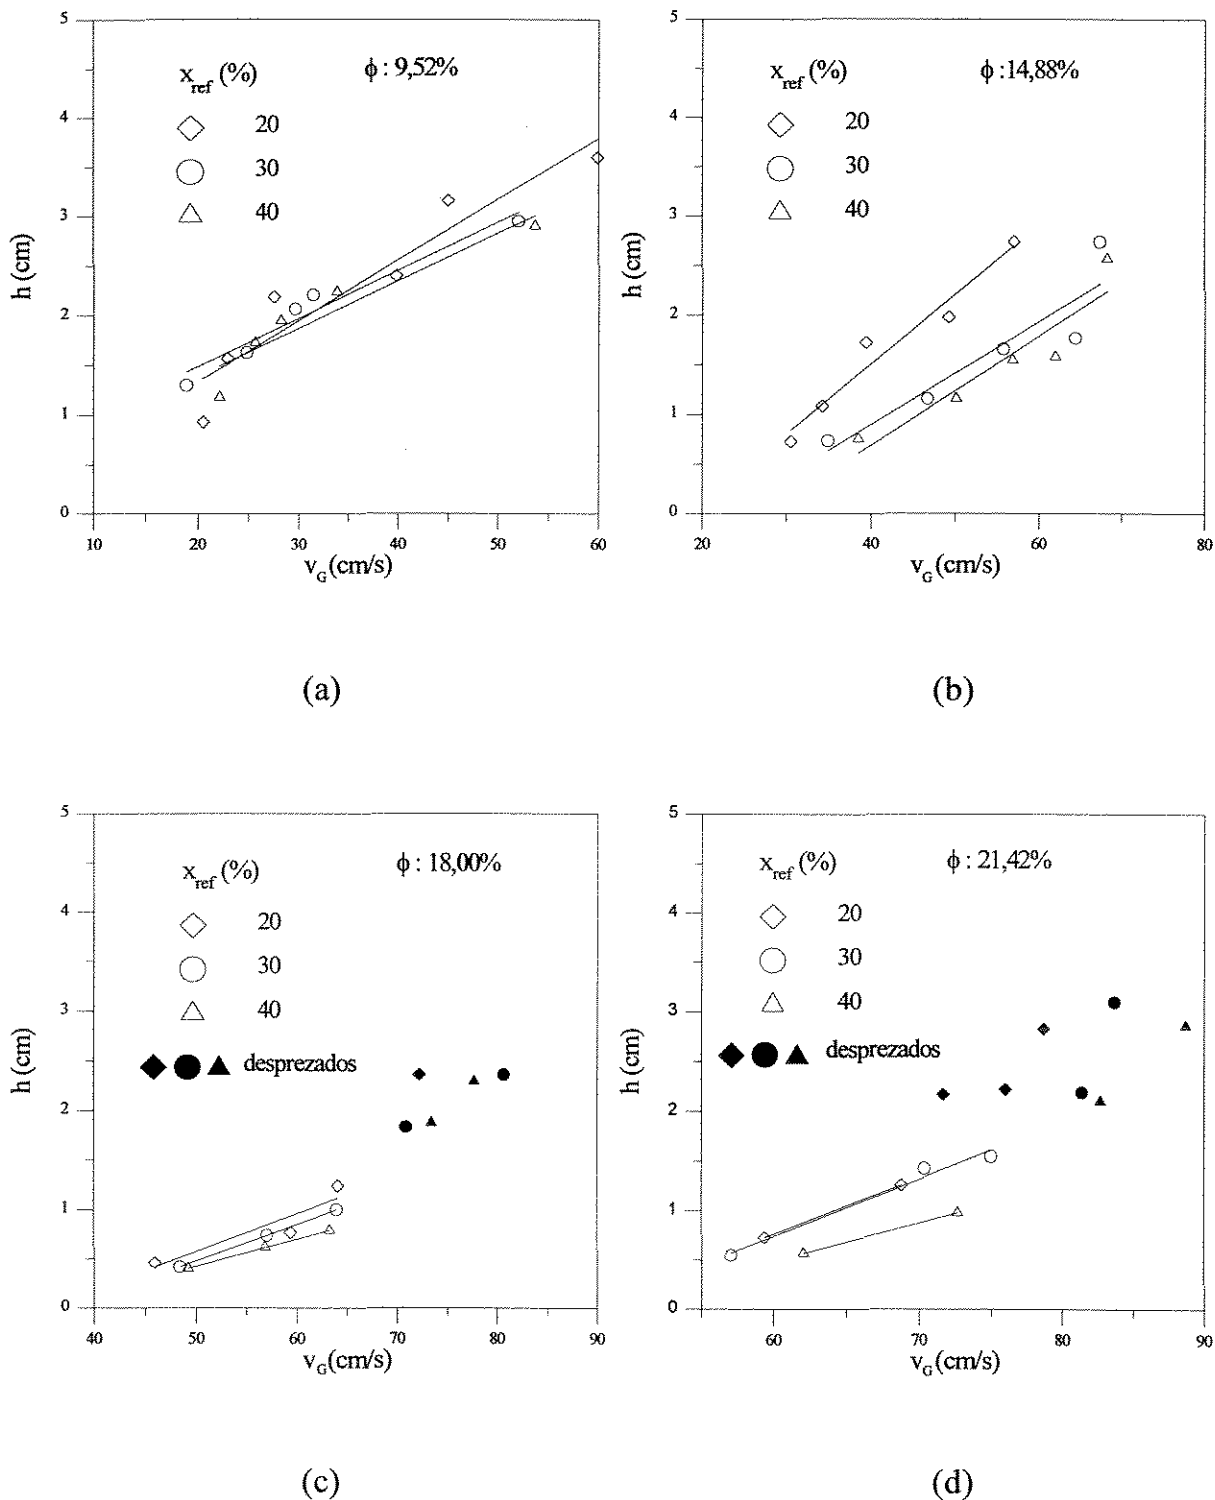 5
4
3
2
1
0
h (cm)
x_ref (%)
ϕ : 9,52%
20
30
40
10
20
30
40
50
60
v_G (cm/s)
(a)
5
4
3
2
1
0
h (cm)
x_ref (%)
ϕ :14,88%
20
30
40
20
40
60
80
v_G (cm/s)
(b)
5
4
3
2
1
0
h (cm)
x_ref (%)
ϕ : 18,00%
20
30
40
desprezados
40
50
60
70
80
90
v_G (cm/s)
(c)
5
4
3
2
1
0
h (cm)
x_ref (%)
ϕ : 21,42%
20
30
40
desprezados
60
70
80
90
v_G (cm/s)
(d)